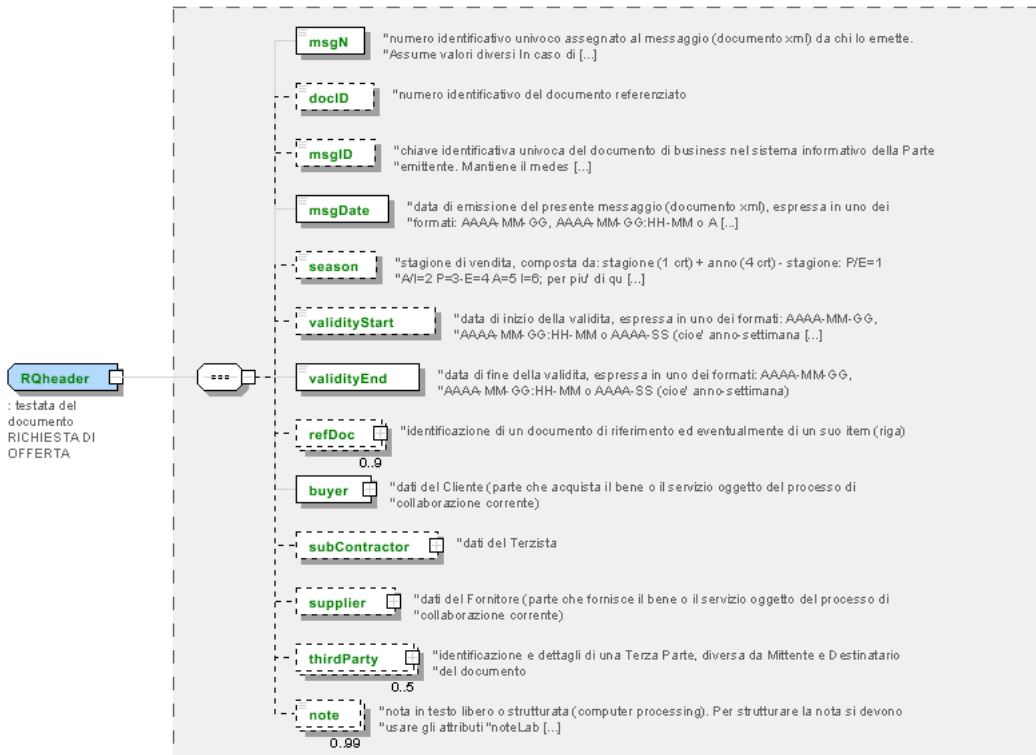 msgN
"numero identificativo univoco assegnato al messaggio (documento xml) da chi lo emette.
"Assume valori diversi In caso di [...]
docID
"numero identificativo del documento referenziato
msgID
"chiave identificativa univoca del documento di business nel sistema informativo della Parte
"emittente. Mantiene il medes [...]
msgDate
"data di emissione del presente messaggio (documento xml), espressa in uno dei
"formati: AAAA-MM-GG, AAAA-MM-GG:HH-MM o A [...]
season
"stagione di vendita, composta da: stagione (1 crt) + anno (4 crt) - stagione: P/E=1
"A/I=2 P=3-E=4 A=5 I=6; per piu' di qu [...]
validityStart
"data di inizio della validita, espressa in uno dei formati: AAAA-MM-GG,
"AAAA-MM-GG:HH-MM o AAAA-SS (cioe' anno-settimana [...]
RQheader
: testata del
documento
RICHIESTA DI
OFFERTA
validityEnd
"data di fine della validita, espressa in uno dei formati: AAAA-MM-GG,
"AAAA-MM-GG:HH-MM o AAAA-SS (cioe' anno-settimana)
refDoc
"identificazione di un documento di riferimento ed eventualmente di un suo item (riga)
0..9
buyer
"dati del Cliente (parte che acquista il bene o il servizio oggetto del processo di
"collaborazione corrente)
subContractor
"dati del Terzista
supplier
"dati del Fornitore (parte che fornisce il bene o il servizio oggetto del processo di
"collaborazione corrente)
thirdParty
"identificazione e dettagli di una Terza Parte, diversa da Mittente e Destinatario
"del documento
0..5
note
"nota in testo libero o strutturata (computer processing). Per strutturare la nota si devono
"usare gli attributi "noteLab [...]
0..99